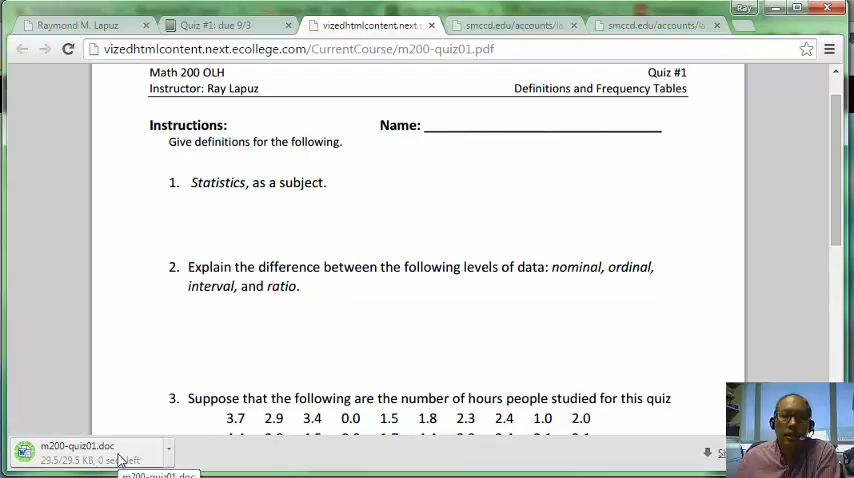 Ray
Raymond M. Lapuz
Quiz #1: due 9/3
vizedhtmlcontent.next.
smccd.edu/accounts/la
smccd.edu/accounts/la
vizedhtmlcontent.next.ecollege.com/CurrentCourse/m200-quiz01.pdf
Math 200 OLH Quiz #1
Instructor: Ray Lapuz Definitions and Frequency Tables
Instructions: Name:
Give definitions for the following.
1. Statistics, as a subject.
2. Explain the difference between the following levels of data: nominal, ordinal,
interval, and ratio.
3. Suppose that the following are the number of hours people studied for this quiz
3.7 2.9 3.4 0.0 1.5 1.8 2.3 2.4 1.0 2.0
m200-quiz01.doc
29.5/29.5 KB, 0 left
m200-quiz01.doc